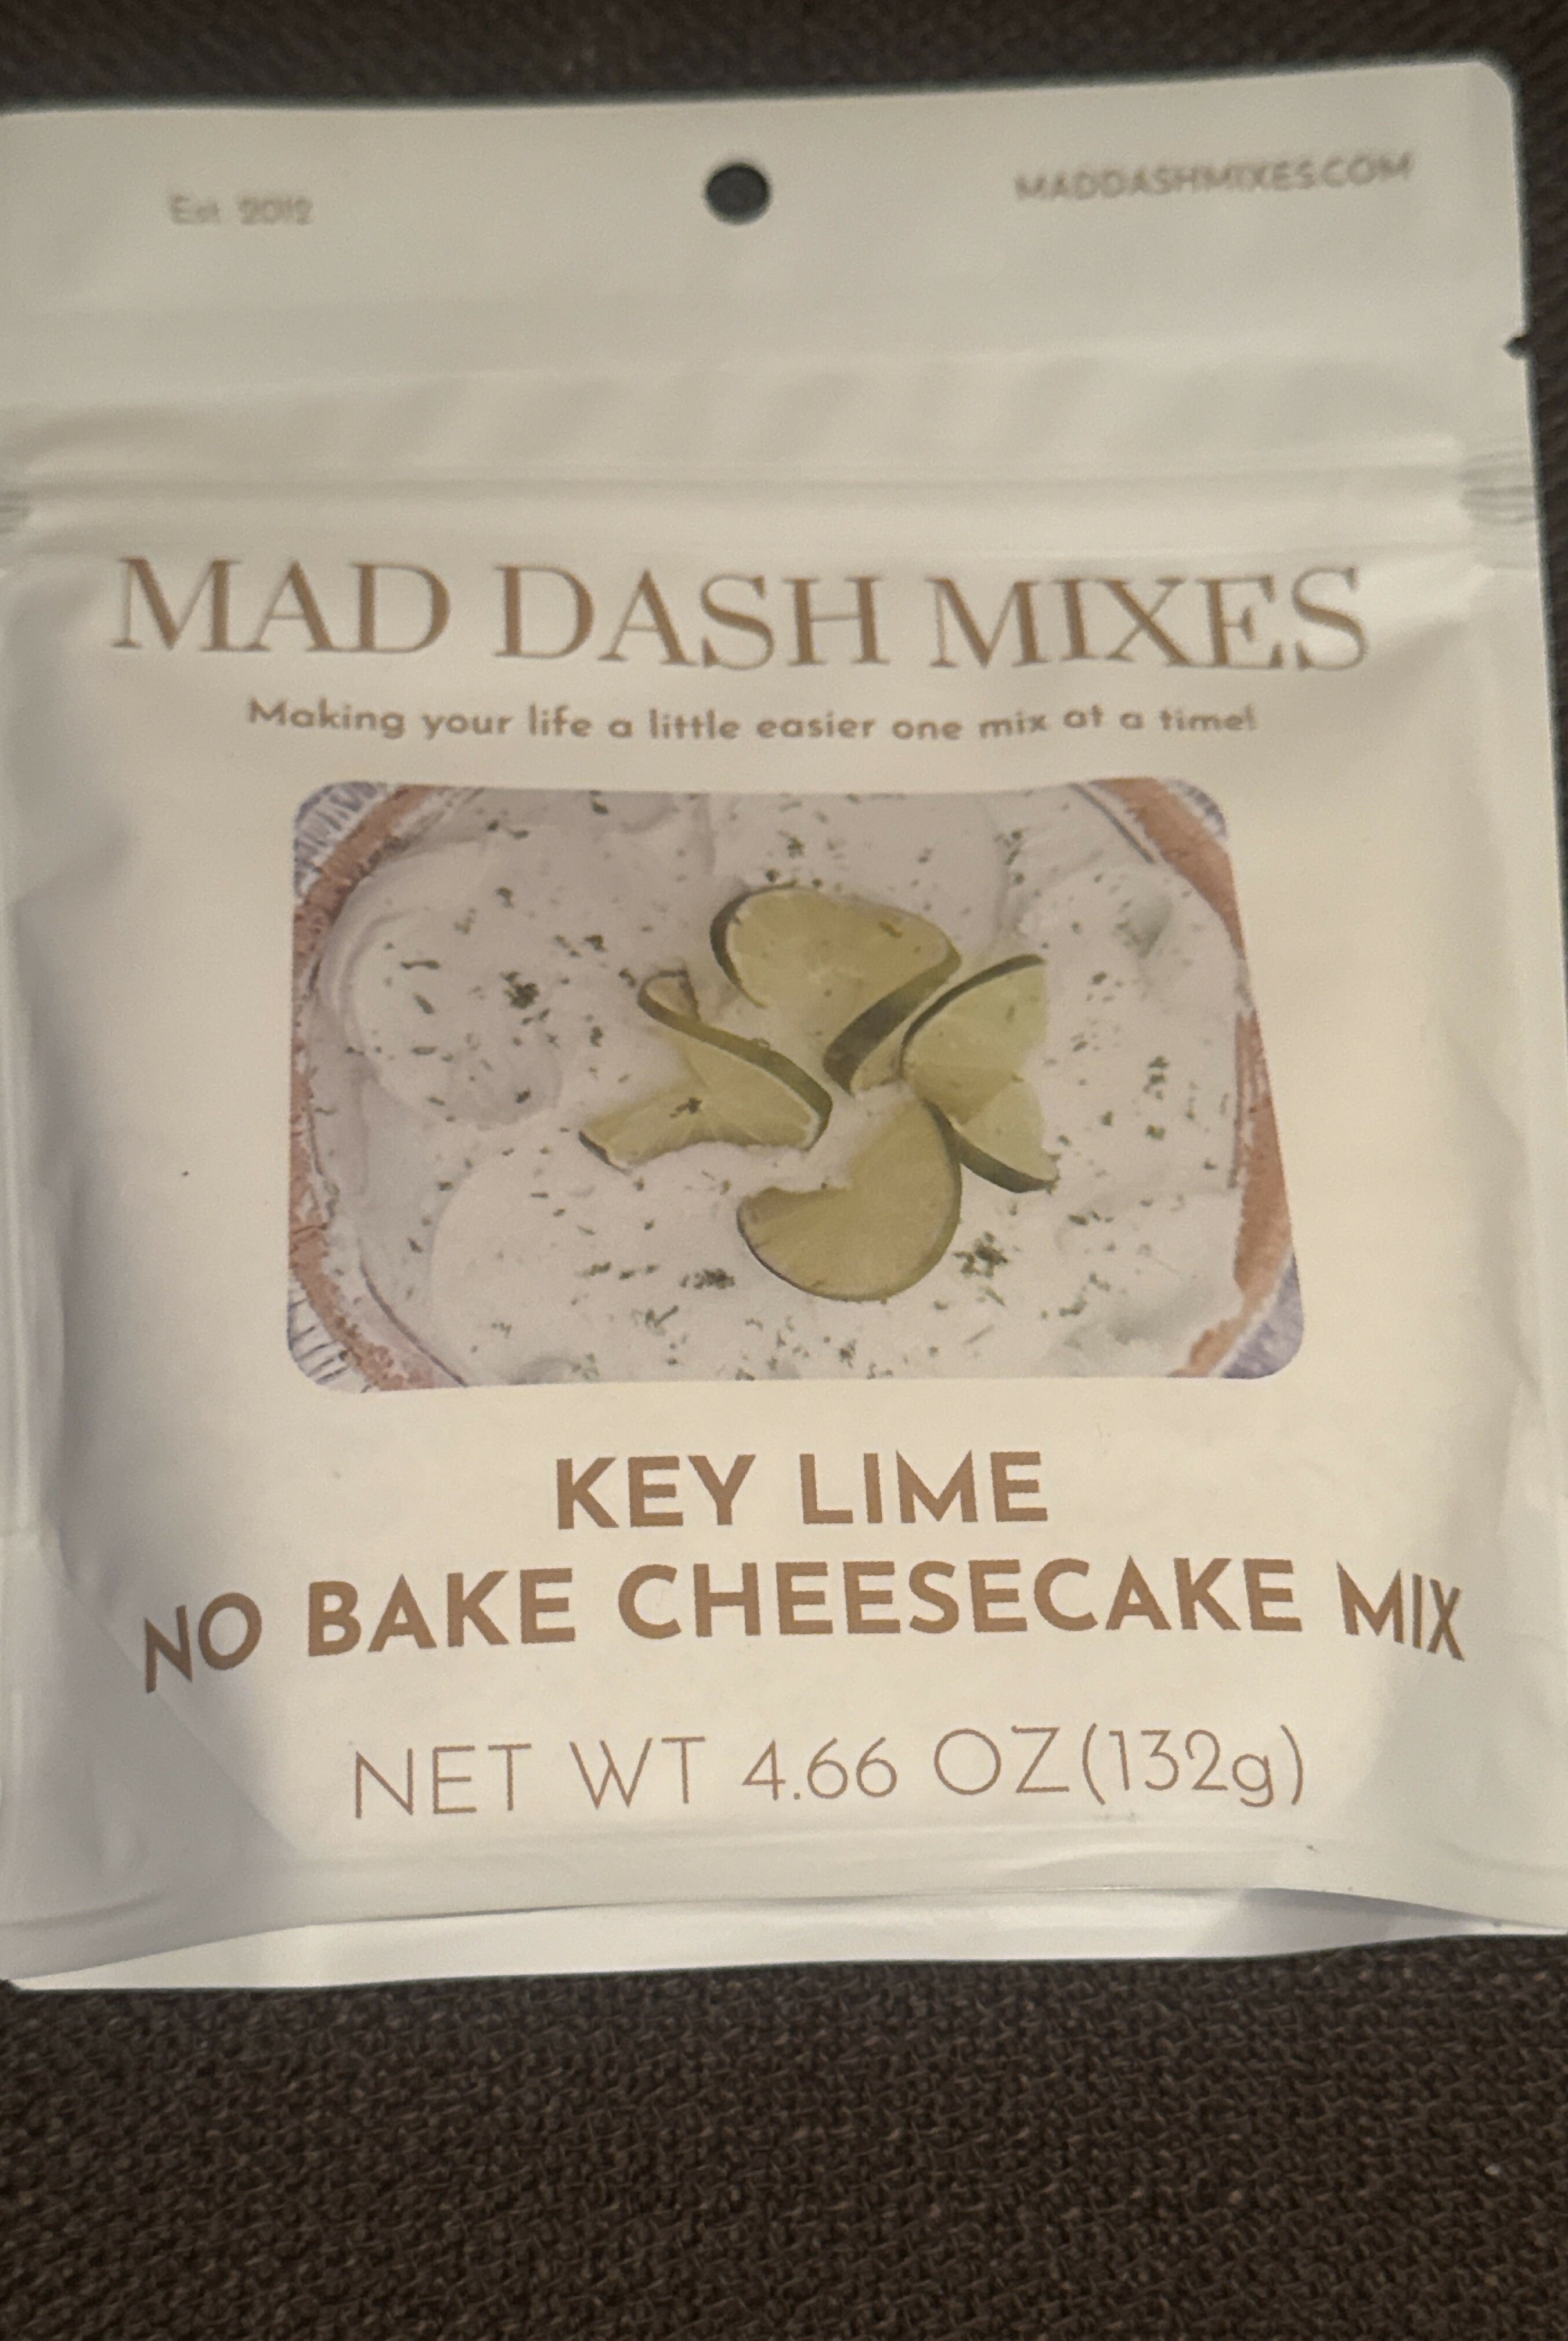 Est 2012
MADDASHMIXES.COM
MAD DASH MIXES
Making your life a little easier one mix at a time!
KEY LIME
NO BAKE CHEESECAKE MIX
NET WT 4.66 OZ(132g)